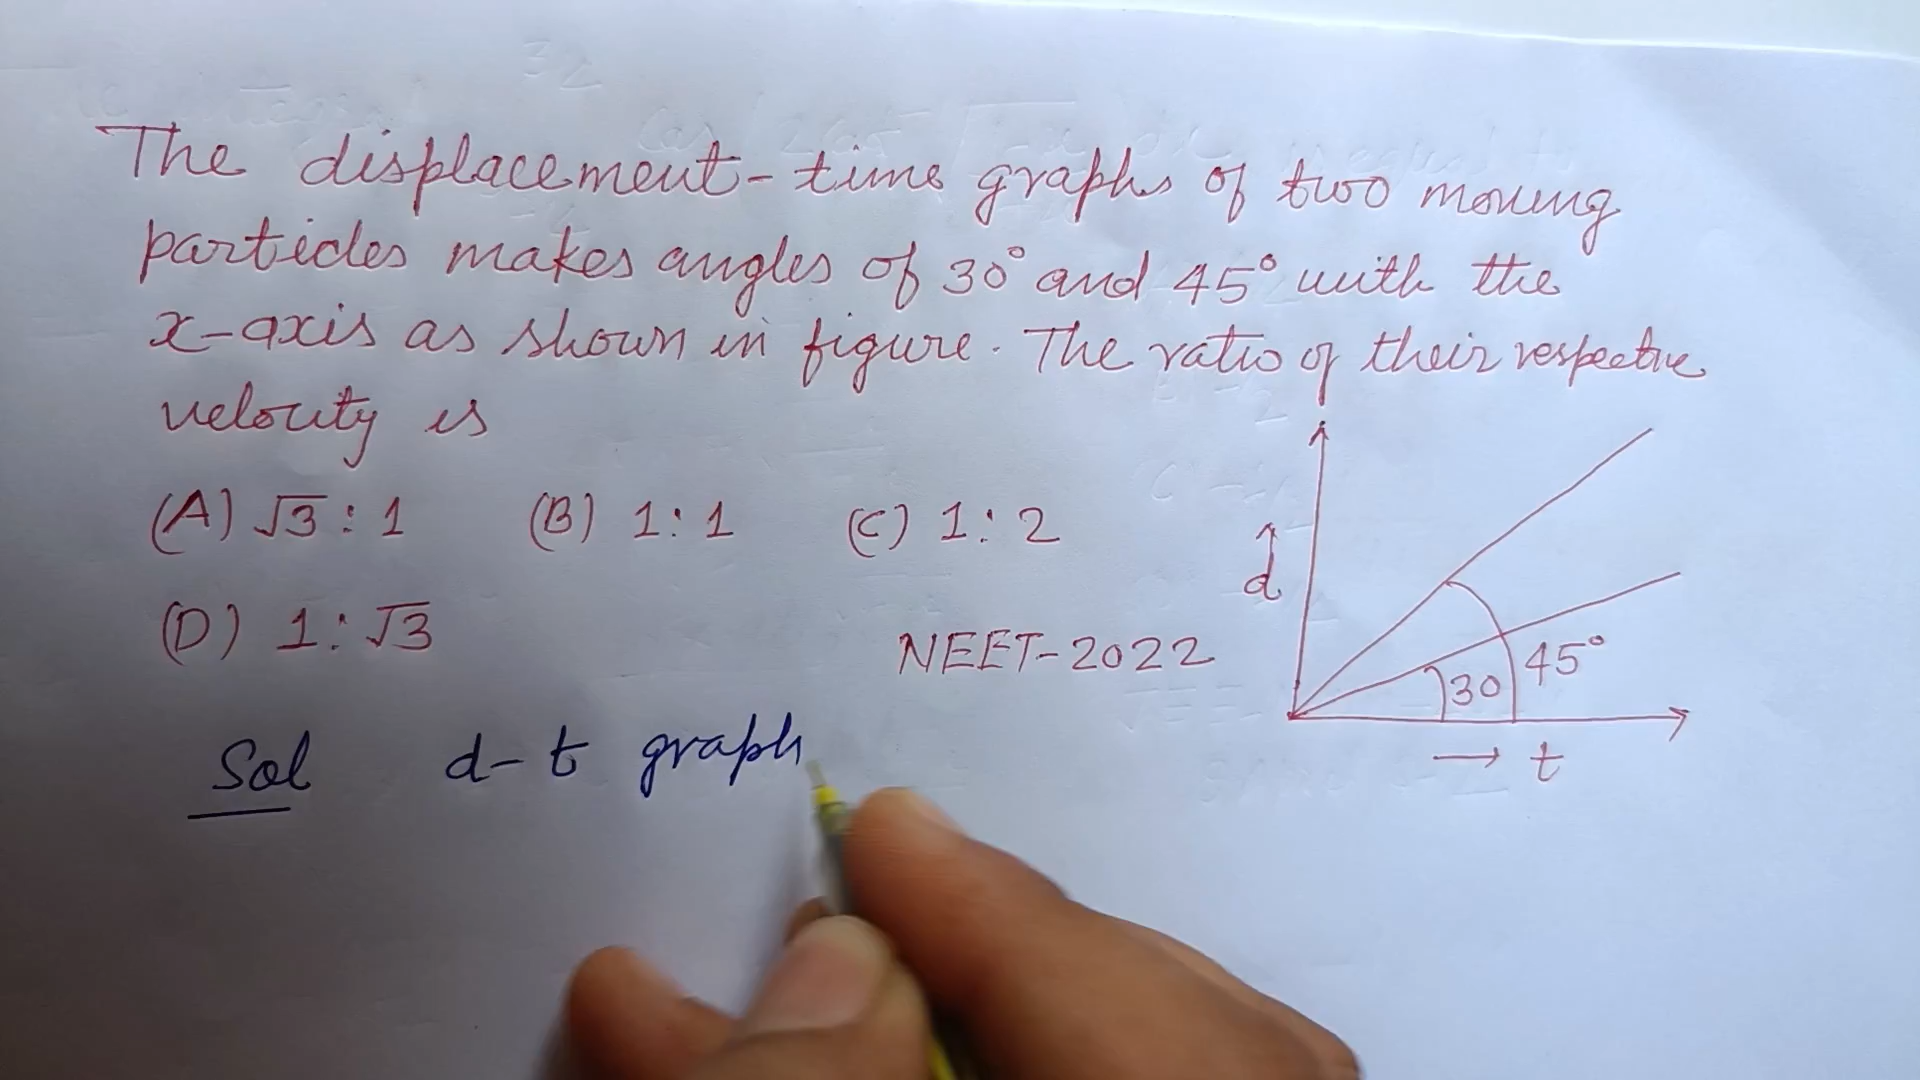 The displacement-time graphs of two moving
particles makes angles of 30° and 45° with the
x-axis as shown in figure. The ratio of their respective
velocity is
(A) √3 : 1 (B) 1 : 1 (C) 1 : 2
(D) 1 : √3
NEET-2022
d
45°
30
t
Sol d-t graph